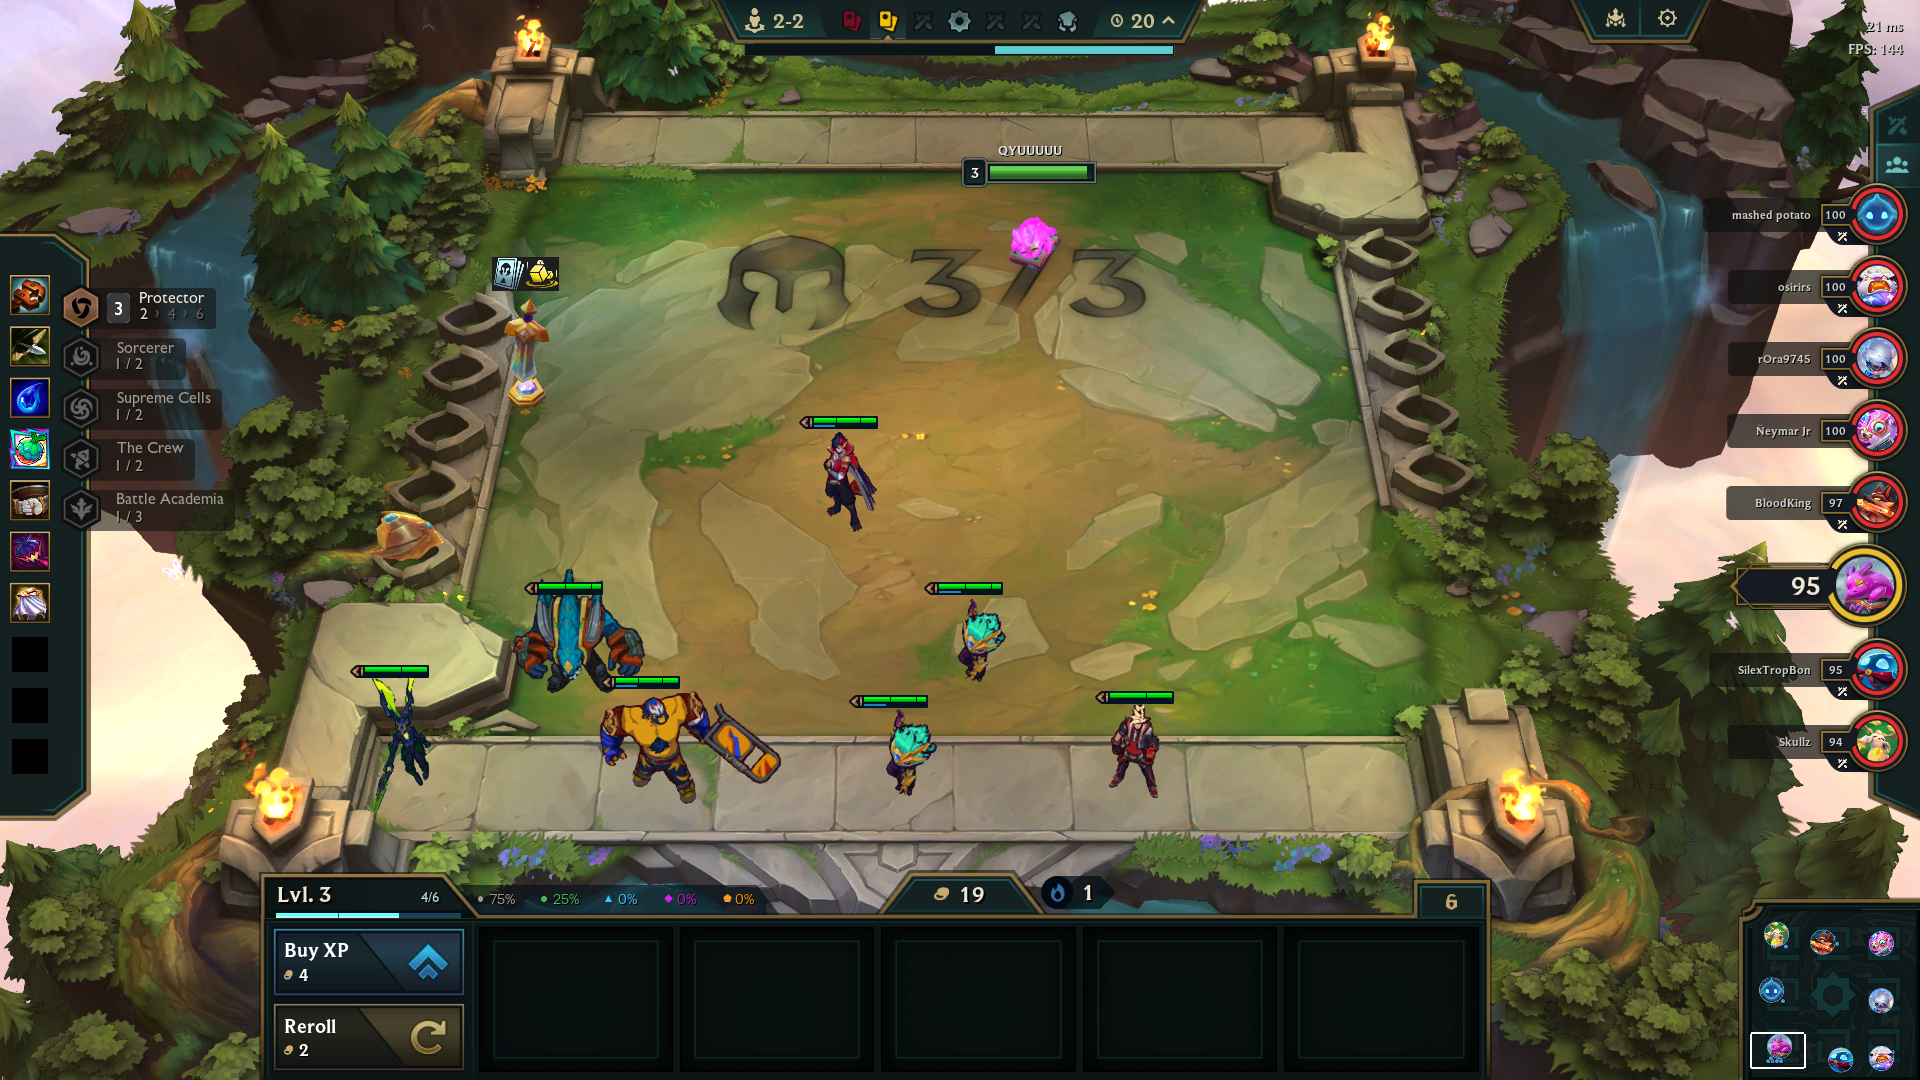 2-2
20
21 ms
FPS: 144
QYUUUUU
3
3/3
mashed potato 100
osirirs 100
rOra9745 100
Neymar Jr 100
BloodKing 97
95
SilexTropBon 95
Skullz 94
3 Protector
2 › 4 › 6
Sorcerer
1 / 2
Supreme Cells
1 / 2
The Crew
1 / 2
Battle Academia
1 / 3
Lvl. 3 4/6
75% 25% 0% 0% 0%
19
1
6
Buy XP
4
Reroll
2